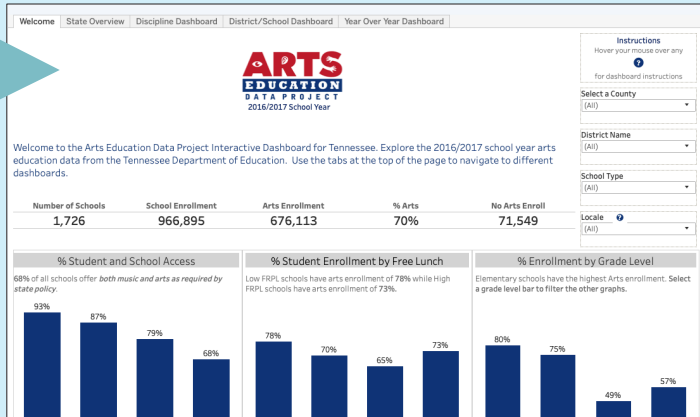 Welcome State Overview Discipline Dashboard District/School Dashboard Year Over Year Dashboard
ARTS
EDUCATION
DATA PROJECT
2016/2017 School Year
Instructions
Hover your mouse over any
?
for dashboard instructions
Select a County
(All)
District Name
(All)
School Type
(All)
Locale ?
(All)
Welcome to the Arts Education Data Project Interactive Dashboard for Tennessee. Explore the 2016/2017 school year arts
education data from the Tennessee Department of Education. Use the tabs at the top of the page to navigate to different
dashboards.
Number of Schools School Enrollment Arts Enrollment % Arts No Arts Enroll
1,726 966,895 676,113 70% 71,549
% Student and School Access
68% of all schools offer both music and arts as required by
state policy.
93%
87%
79%
68%
% Student Enrollment by Free Lunch
Low FRPL schools have arts enrollment of 78% while High
FRPL schools have arts enrollment of 73%.
78%
70%
65%
73%
% Enrollment by Grade Level
Elementary schools have the highest Arts enrollment. Select
a grade level bar to filter the other graphs.
80%
75%
49%
57%